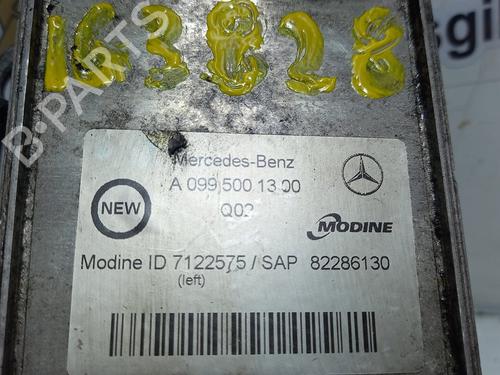 163828
Mercedes-Benz
A 099 500 13 00
NEW
Q02
MODINE
Modine ID 7122575 / SAP 82286130
(left)
B-PARTS